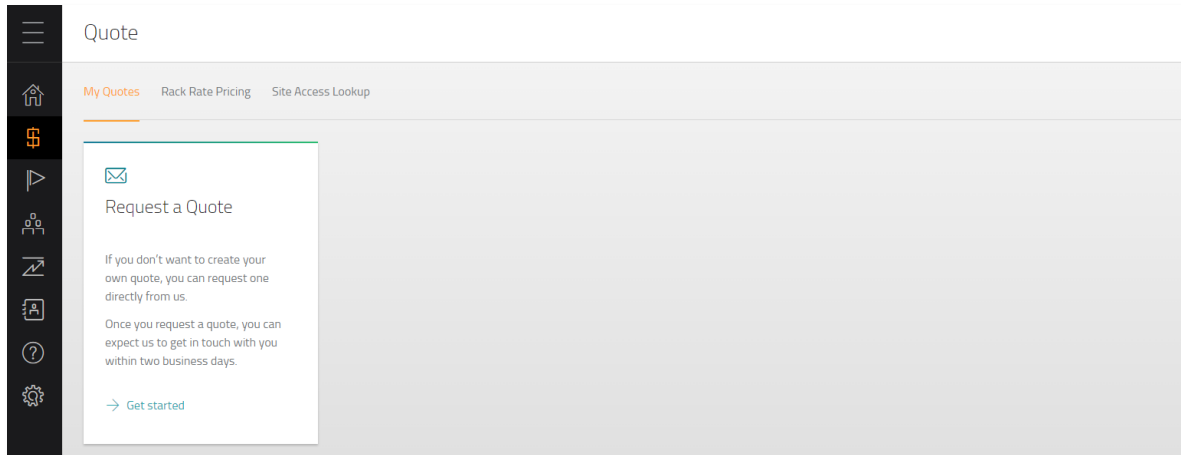 Quote
My Quotes Rack Rate Pricing Site Access Lookup
Request a Quote
If you don't want to create your
own quote, you can request one
directly from us.
Once you request a quote, you can
expect us to get in touch with you
within two business days.
Get started